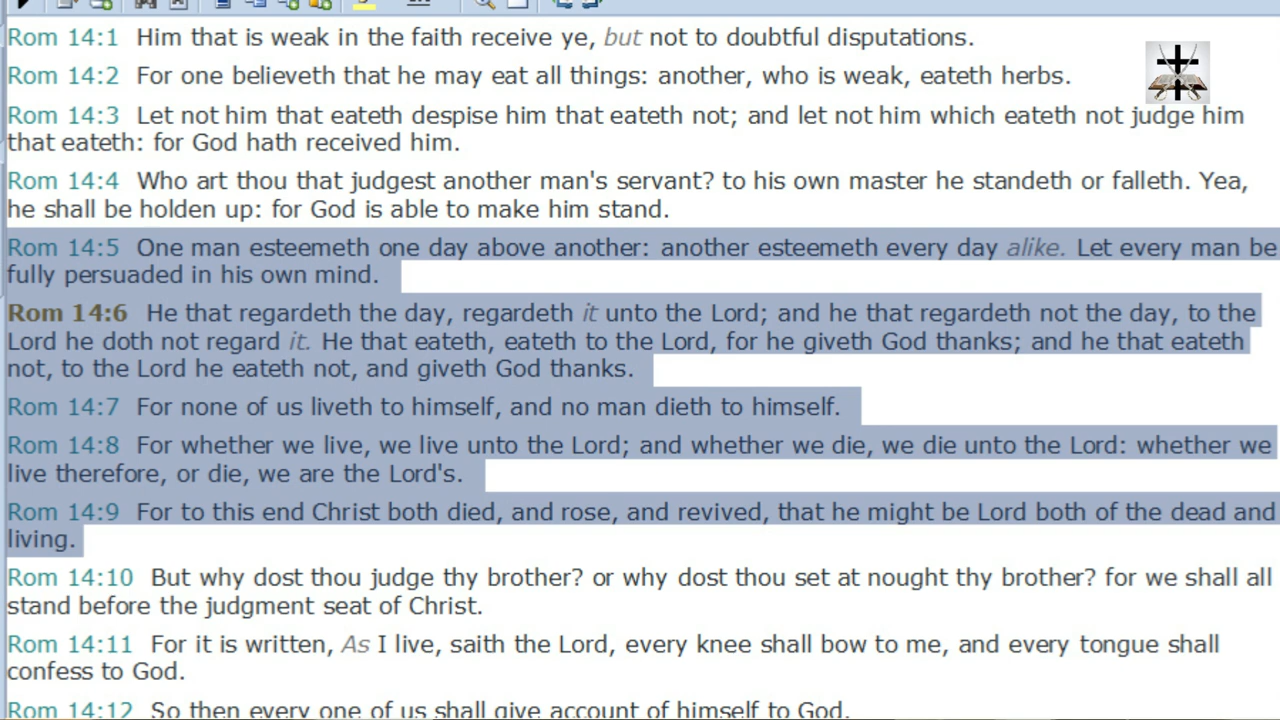 Rom 14:1 Him that is weak in the faith receive ye, but not to doubtful disputations.
Rom 14:2 For one believeth that he may eat all things: another, who is weak, eateth herbs.
Rom 14:3 Let not him that eateth despise him that eateth not; and let not him which eateth not judge him
that eateth: for God hath received him.
Rom 14:4 Who art thou that judgest another man's servant? to his own master he standeth or falleth. Yea,
he shall be holden up: for God is able to make him stand.
Rom 14:5 One man esteemeth one day above another: another esteemeth every day alike. Let every man be
fully persuaded in his own mind.
Rom 14:6 He that regardeth the day, regardeth it unto the Lord; and he that regardeth not the day, to the
Lord he doth not regard it. He that eateth, eateth to the Lord, for he giveth God thanks; and he that eateth
not, to the Lord he eateth not, and giveth God thanks.
Rom 14:7 For none of us liveth to himself, and no man dieth to himself.
Rom 14:8 For whether we live, we live unto the Lord; and whether we die, we die unto the Lord: whether we
live therefore, or die, we are the Lord's.
Rom 14:9 For to this end Christ both died, and rose, and revived, that he might be Lord both of the dead and
living.
Rom 14:10 But why dost thou judge thy brother? or why dost thou set at nought thy brother? for we shall all
stand before the judgment seat of Christ.
Rom 14:11 For it is written, As I live, saith the Lord, every knee shall bow to me, and every tongue shall
confess to God.
Rom 14:12 So then every one of us shall give account of himself to God.